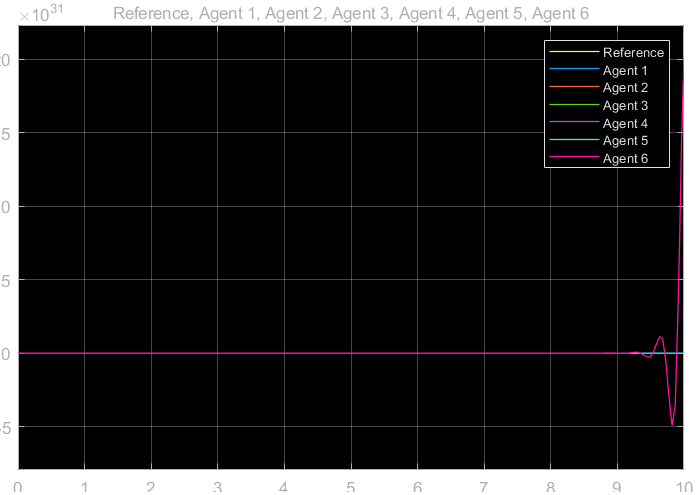 ×10^31
Reference, Agent 1, Agent 2, Agent 3, Agent 4, Agent 5, Agent 6
Reference
Agent 1
Agent 2
Agent 3
Agent 4
Agent 5
Agent 6
0
5
0
5
0
-5
0 1 2 3 4 5 6 7 8 9 10